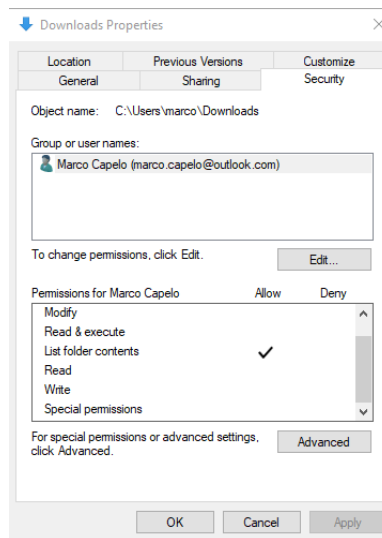 Downloads Properties
Location Previous Versions Customize
General Sharing Security
Object name: C:\Users\marco\Downloads
Group or user names:
Marco Capelo (marco.capelo@outlook.com)
To change permissions, click Edit.
Edit...
Permissions for Marco Capelo Allow Deny
Modify
Read & execute
List folder contents
Read
Write
Special permissions
For special permissions or advanced settings,
click Advanced.
Advanced
OK Cancel Apply